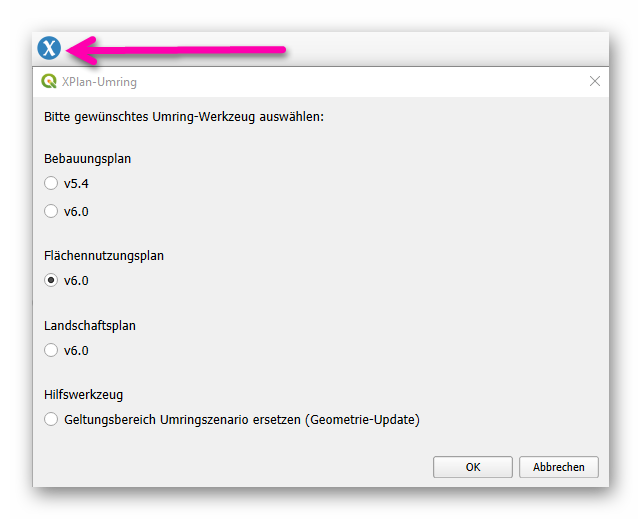 X
XPlan-Umring
Bitte gewünschtes Umring-Werkzeug auswählen:
Bebauungsplan
v5.4
v6.0
Flächennutzungsplan
v6.0
Landschaftsplan
v6.0
Hilfswerkzeug
Geltungsbereich Umringszenario ersetzen (Geometrie-Update)
OK Abbrechen